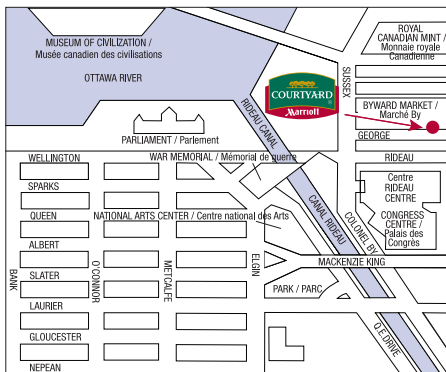 MUSEUM OF CIVILIZATION /
Musée canadien des civilisations
OTTAWA RIVER
ROYAL
CANADIAN MINT /
Monnaie royale
Canadienne
SUSSEX
COURTYARD
Marriott
BYWARD MARKET /
Marché By
GEORGE
RIDEAU CANAL
PARLIAMENT / Parlement
WELLINGTON
WAR MEMORIAL / Mémorial de guerre
RIDEAU
SPARKS
Centre
RIDEAU
CENTRE
CANAL RIDEAU
QUEEN
NATIONAL ARTS CENTER / Centre national des Arts
COLONEL BY
CONGRESS
CENTRE /
Palais des
Congrès
ALBERT
MACKENZIE KING
BANK
O'CONNOR
METCALFE
ELGIN
SLATER
PARK / PARC
LAURIER
GLOUCESTER
Q.E. DRIVE
NEPEAN